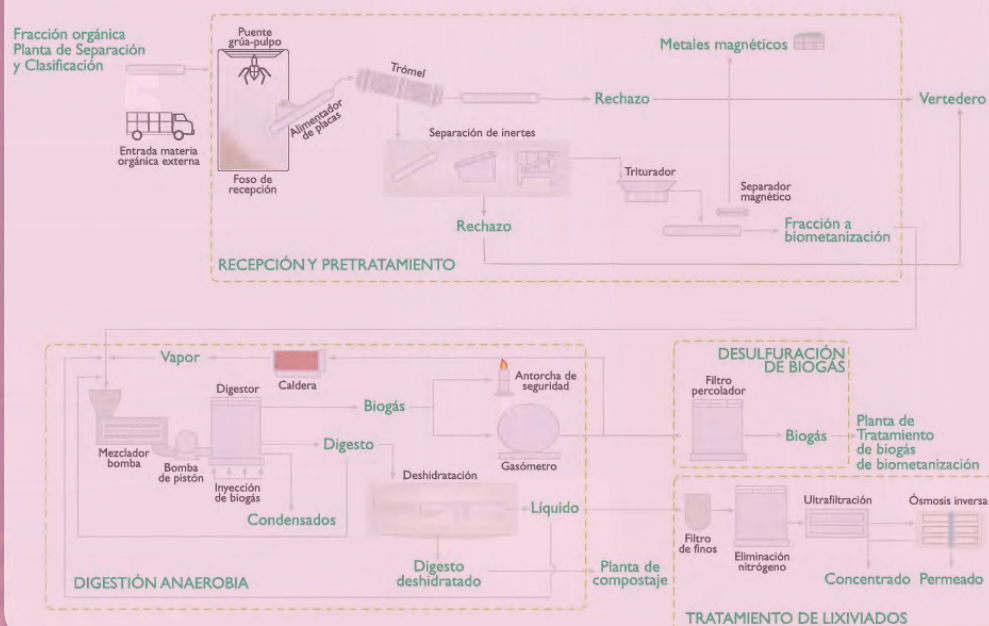 Fracción orgánica
Planta de Separación
y Clasificación
Entrada materia
orgánica externa
Puente
grúa-pulpo
Foso de
recepción
Alimentador
de placas
Trómel
Separación de inertes
Rechazo
Rechazo
Metales magnéticos
Vertedero
Triturador
Separador
magnético
Fracción a
biometanización
RECEPCIÓN Y PRETRATAMIENTO
Vapor
Caldera
Digestor
Biogás
Antorcha de
seguridad
Gasómetro
Mezclador
bomba
Bomba
de pistón
Inyección
de biogás
Digesto
Condensados
Deshidratación
Líquido
Digesto
deshidratado
Planta de
compostaje
DIGESTIÓN ANAEROBIA
DESULFURACIÓN
DE BIOGÁS
Filtro
percolador
Biogás
Planta de
Tratamiento
de biogás
de biometanización
Filtro
de finos
Eliminación
nitrógeno
Ultrafiltración
Ósmosis inversa
Concentrado
Permeado
TRATAMIENTO DE LIXIVIADOS